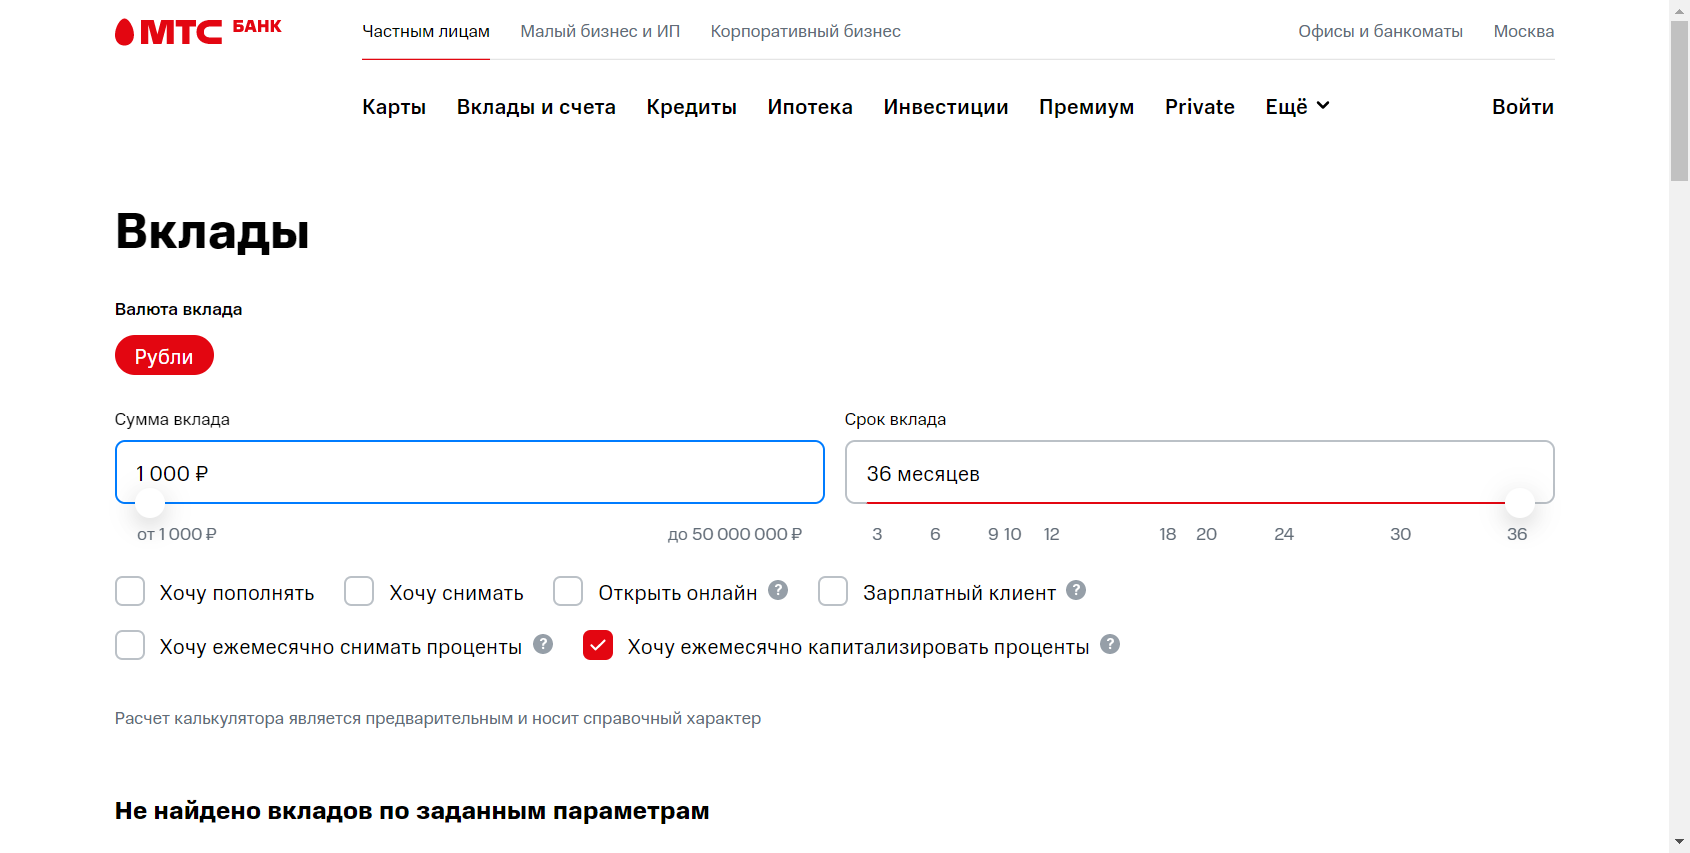 МТС БАНК
Частным лицам Малый бизнес и ИП Корпоративный бизнес Офисы и банкоматы Москва
Карты Вклады и счета Кредиты Ипотека Инвестиции Премиум Private Ещё Войти
Вклады
Валюта вклада
Рубли
Сумма вклада Срок вклада
1 000 ₽ 36 месяцев
от 1 000 ₽ до 50 000 000 ₽ 3 6 9 10 12 18 20 24 30 36
Хочу пополнять Хочу снимать Открыть онлайн ? Зарплатный клиент ?
Хочу ежемесячно снимать проценты ? Хочу ежемесячно капитализировать проценты ?
Расчет калькулятора является предварительным и носит справочный характер
Не найдено вкладов по заданным параметрам